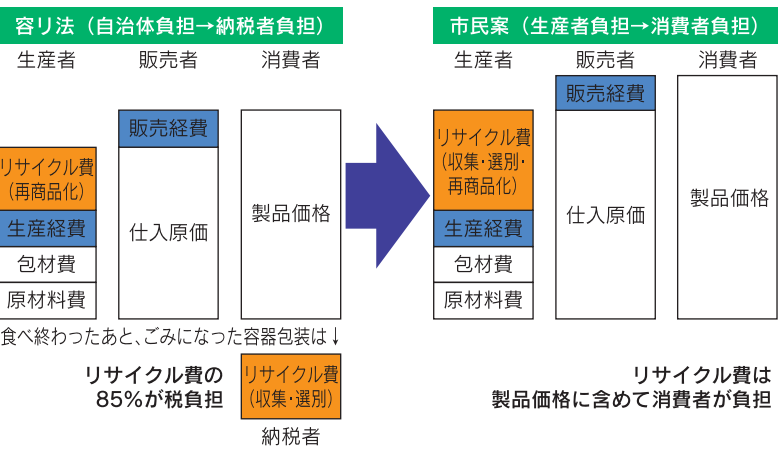 容リ法（自治体負担→納税者負担）
生産者
販売者
消費者
リサイクル費
（再商品化）
生産経費
包材費
原材料費
販売経費
仕入原価
製品価格
食べ終わったあと、ごみになった容器包装は↓
リサイクル費の
85％が税負担
リサイクル費
（収集・選別）
納税者
市民案（生産者負担→消費者負担）
生産者
販売者
消費者
リサイクル費
（収集・選別・
再商品化）
生産経費
包材費
原材料費
販売経費
仕入原価
製品価格
リサイクル費は
製品価格に含めて消費者が負担